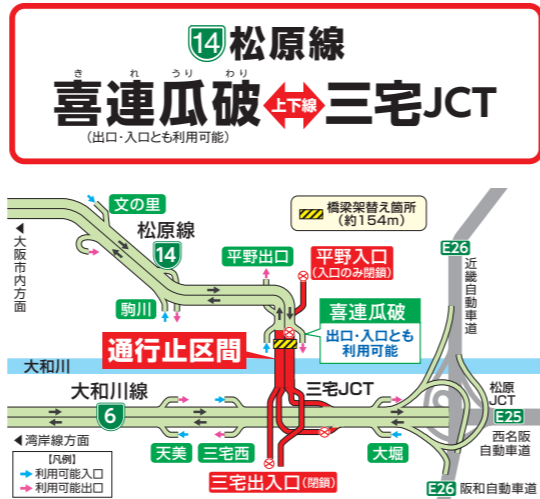 14 松原線
き れ うり わり
喜連瓜破 上下線 三宅JCT
(出口・入口とも利用可能)
文の里
松原線
14
橋梁架替え箇所
(約154m)
大阪市内方面
平野出口
平野入口
(入口のみ閉鎖)
E26
近畿自動車道
駒川
喜連瓜破
出口・入口とも
利用可能
通行止区間
大和川
大和川線
6
三宅JCT
松原
JCT
E25
西名阪
自動車道
湾岸線方面
天美
三宅西
大堀
【凡例】
利用可能入口
利用可能出口
三宅出入口(閉鎖)
E26 阪和自動車道